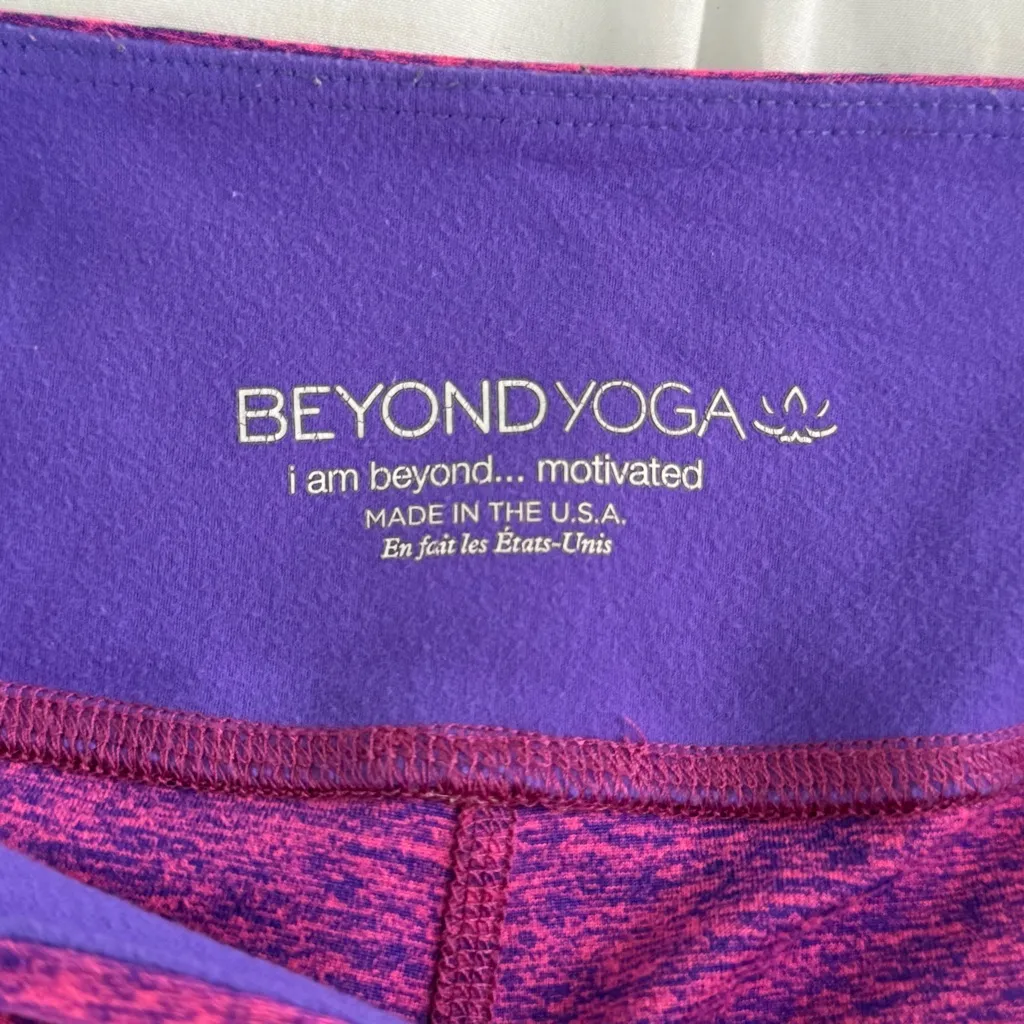 BEYOND YOGA
i am beyond... motivated
MADE IN THE U.S.A.
En fait les États-Unis